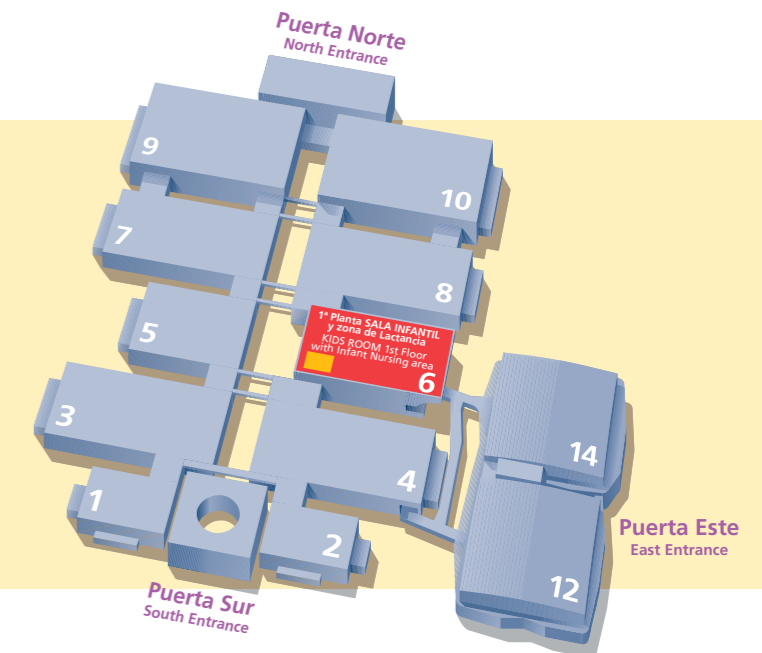 Puerta Norte
North Entrance
9
10
7
8
1ª Planta SALA INFANTIL
y zona de Lactancia
KIDS ROOM 1st Floor
with Infant Nursing area
6
5
3
14
4
1
2
Puerta Este
East Entrance
12
Puerta Sur
South Entrance